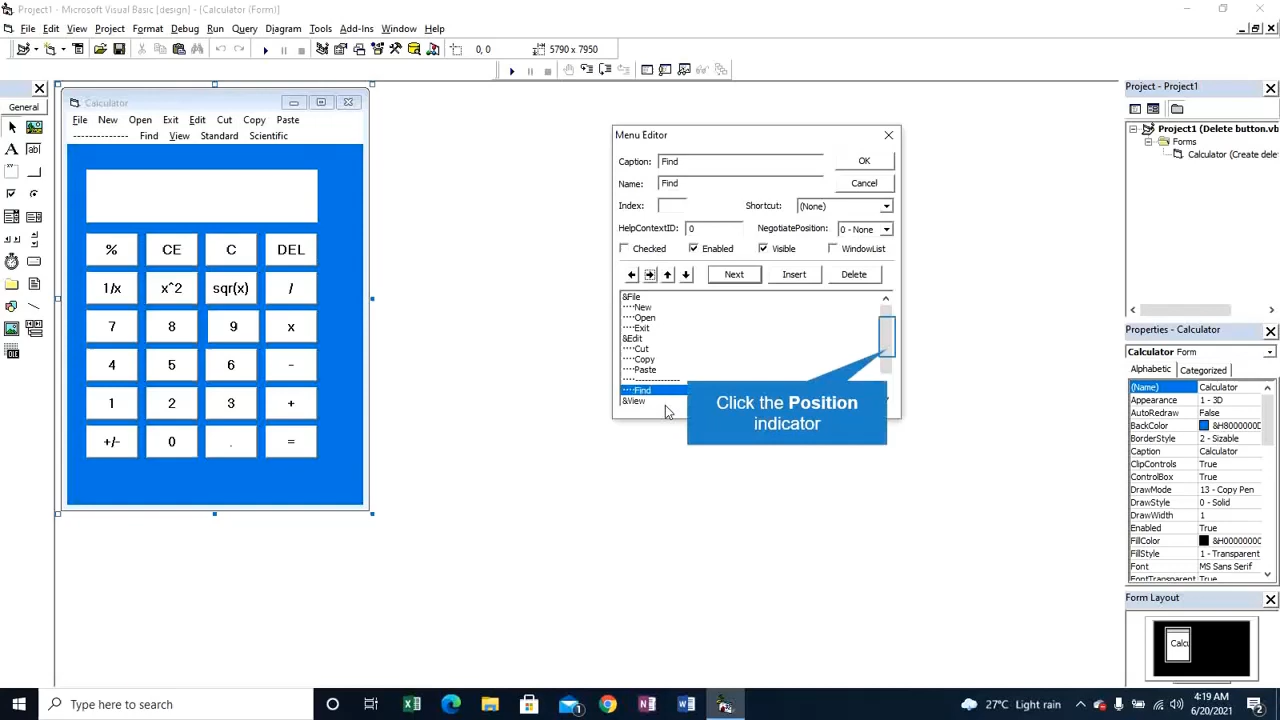 Project1 - Microsoft Visual Basic [design] - [Calculator (Form)]
File Edit View Project Format Debug Run Query Diagram Tools Add-Ins Window Help
0, 0 5790 x 7950
General
Calculator
File New Open Exit Edit Cut Copy Paste
-------------- Find View Standard Scientific
% CE C DEL
1/x x^2 sqr(x) /
7 8 9 x
4 5 6 -
1 2 3 +
+/- 0 . =
Menu Editor
Caption: Find OK
Name: Find Cancel
Index: Shortcut: (None)
HelpContextID: 0 NegotiatePosition: 0 - None
Checked Enabled Visible WindowList
Next Insert Delete
&File
····New
····Open
····Exit
&Edit
····Cut
····Copy
····Paste
····--------------
····Find
&View
Click the Position
indicator
Project - Project1
Project1 (Delete button.vb
Forms
Calculator (Create dele
Properties - Calculator
Calculator Form
Alphabetic Categorized
(Name) Calculator
Appearance 1 - 3D
AutoRedraw False
BackColor &H8000000D
BorderStyle 2 - Sizable
Caption Calculator
ClipControls True
ControlBox True
DrawMode 13 - Copy Pen
DrawStyle 0 - Solid
DrawWidth 1
Enabled True
FillColor &H00000000
FillStyle 1 - Transparent
Font MS Sans Serif
FontTransparent True
Form Layout
Calcu
Type here to search
27°C Light rain
4:19 AM
6/20/2021